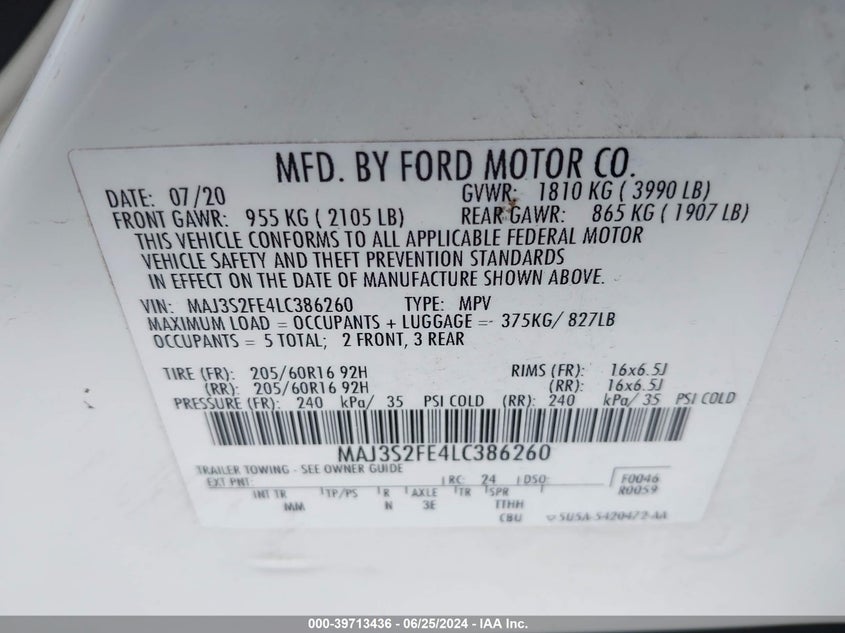 MFD. BY FORD MOTOR CO.
DATE: 07/20 GVWR: 1810 KG ( 3990 LB)
FRONT GAWR: 955 KG ( 2105 LB) REAR GAWR: 865 KG ( 1907 LB)
THIS VEHICLE CONFORMS TO ALL APPLICABLE FEDERAL MOTOR
VEHICLE SAFETY AND THEFT PREVENTION STANDARDS
IN EFFECT ON THE DATE OF MANUFACTURE SHOWN ABOVE.
VIN: MAJ3S2FE4LC386260 TYPE: MPV
MAXIMUM LOAD = OCCUPANTS + LUGGAGE = 375KG/ 827LB
OCCUPANTS = 5 TOTAL; 2 FRONT, 3 REAR
TIRE (FR): 205/60R16 92H RIMS (FR): 16x6.5J
(RR): 205/60R16 92H (RR): 16x6.5J
PRESSURE (FR): 240 kPa/ 35 PSI COLD (RR): 240 kPa/ 35 PSI COLD
MAJ3S2FE4LC386260
TRAILER TOWING - SEE OWNER GUIDE
EXT PNT: RC: 24 DSO: F0046
R0059
INT TR TP/PS R AXLE TR SPR
MM N 3E TTHH
CBU 5U5A-5420472-AA
000-39713436 - 06/25/2024 - IAA Inc.